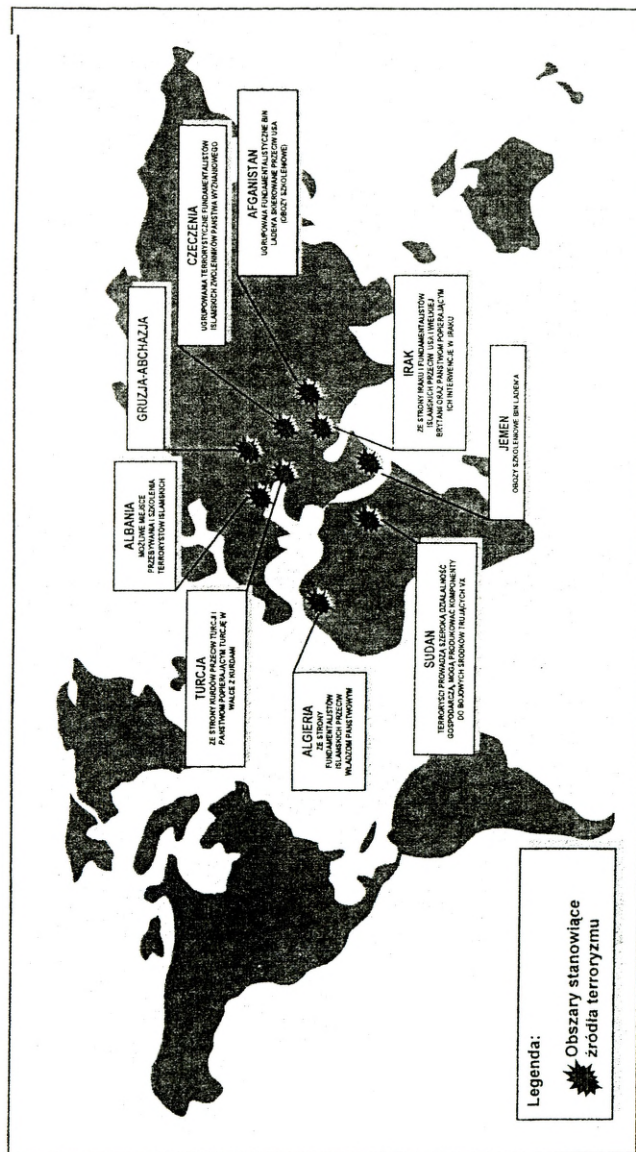 CZECZENIA
UGRUPOWANIA TERRORYSTYCZNE FUNDAMENTALISTÓW
ISLAMSKICH ZWOLENNIKÓW PAŃSTWA WYZNANIOWEGO
AFGANISTAN
UGRUPOWANIA FUNDAMENTALISTYCZNE BIN
LADENA SKIEROWANE PRZECIW USA
(OBOZY SZKOLENIOWE)
GRUZJA-ABCHAZJA
ALBANIA
MOŻLIWE MIEJSCE
PRZEBYWANIA I SZKOLENIA
TERRORYSTÓW ISLAMSKICH
TURCJA
ZE STRONY KURDÓW PRZECIW TURCJI I
PAŃSTWOM POPIERAJĄCYM TURCJĘ W
WALCE Z KURDAMI
ALGIERIA
ZE STRONY
FUNDAMENTALISTÓW
ISLAMSKICH PRZECIW
WŁADZOM PAŃSTWOWYM
IRAK
ZE STRONY IRAKU I FUNDAMENTALISTÓW
ISLAMSKICH PRZECIW USA I WIELKIEJ
BRYTANII ORAZ PAŃSTWOM POPIERAJĄCYM
ICH INTERWENCJE W IRAKU
JEMEN
OBOZY SZKOLENIOWE BIN LADENA
SUDAN
TERRORYŚCI PROWADZĄ SZEROKĄ DZIAŁALNOŚĆ
GOSPODARCZĄ, MOGĄ PRODUKOWAĆ KOMPONENTY
DO BOJOWYCH ŚRODKÓW TRUJĄCYCH VX
Legenda:
Obszary stanowiące
źródła terroryzmu